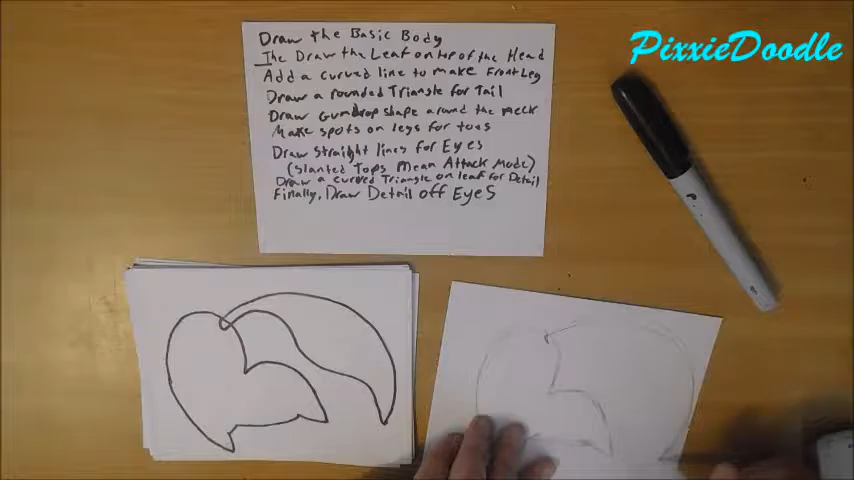 PixxieDoodle
Draw the Basic Body
The Draw the Leaf on top of the Head
Add a curved line to make Front Leg
Draw a rounded Triangle for Tail
Draw Gumdrop shape around the neck
Make spots on legs for toes
Draw straight lines for Eyes
(Slanted Tops Mean Attack Mode)
Draw a curved Triangle on leaf for Detail
Finally, Draw Detail off Eyes